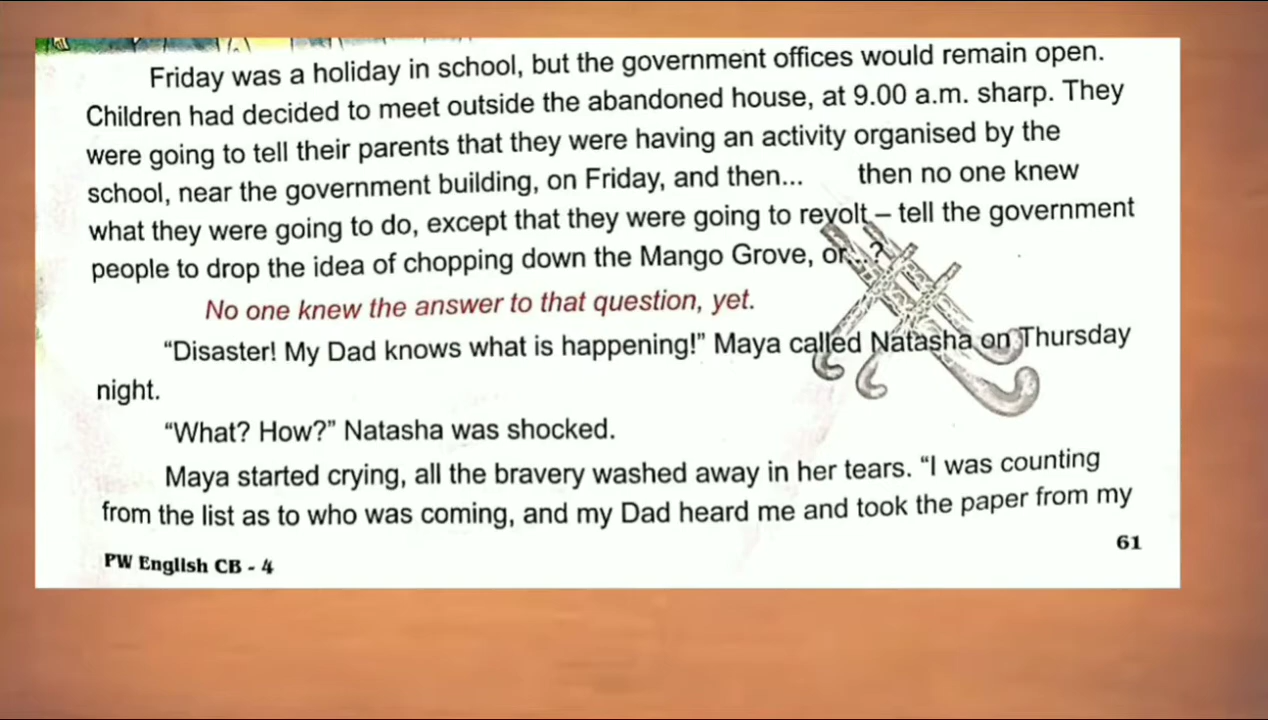 Friday was a holiday in school, but the government offices would remain open.
Children had decided to meet outside the abandoned house, at 9.00 a.m. sharp. They
were going to tell their parents that they were having an activity organised by the
school, near the government building, on Friday, and then... then no one knew
what they were going to do, except that they were going to revolt – tell the government
people to drop the idea of chopping down the Mango Grove, or...?
No one knew the answer to that question, yet.
“Disaster! My Dad knows what is happening!” Maya called Natasha on Thursday
night.
“What? How?” Natasha was shocked.
Maya started crying, all the bravery washed away in her tears. “I was counting
from the list as to who was coming, and my Dad heard me and took the paper from my
61
PW English CB - 4